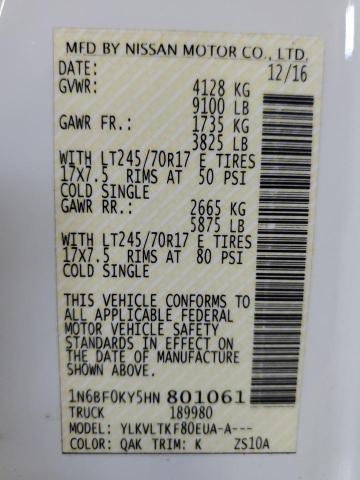 MFD BY NISSAN MOTOR CO., LTD.
DATE: 12/16
GVWR: 4128 KG
9100 LB
GAWR FR.: 1735 KG
3825 LB
WITH LT245/70R17 E TIRES
17X7.5 RIMS AT 50 PSI
COLD SINGLE
GAWR RR.: 2665 KG
5875 LB
WITH LT245/70R17 E TIRES
17X7.5 RIMS AT 80 PSI
COLD SINGLE
THIS VEHICLE CONFORMS TO
ALL APPLICABLE FEDERAL
MOTOR VEHICLE SAFETY
STANDARDS IN EFFECT ON
THE DATE OF MANUFACTURE
SHOWN ABOVE.
1N6BF0KY5HN 801061
TRUCK 189980
MODEL: YLKVLTKF80EUA-A---
COLOR: QAK TRIM: K ZS10A